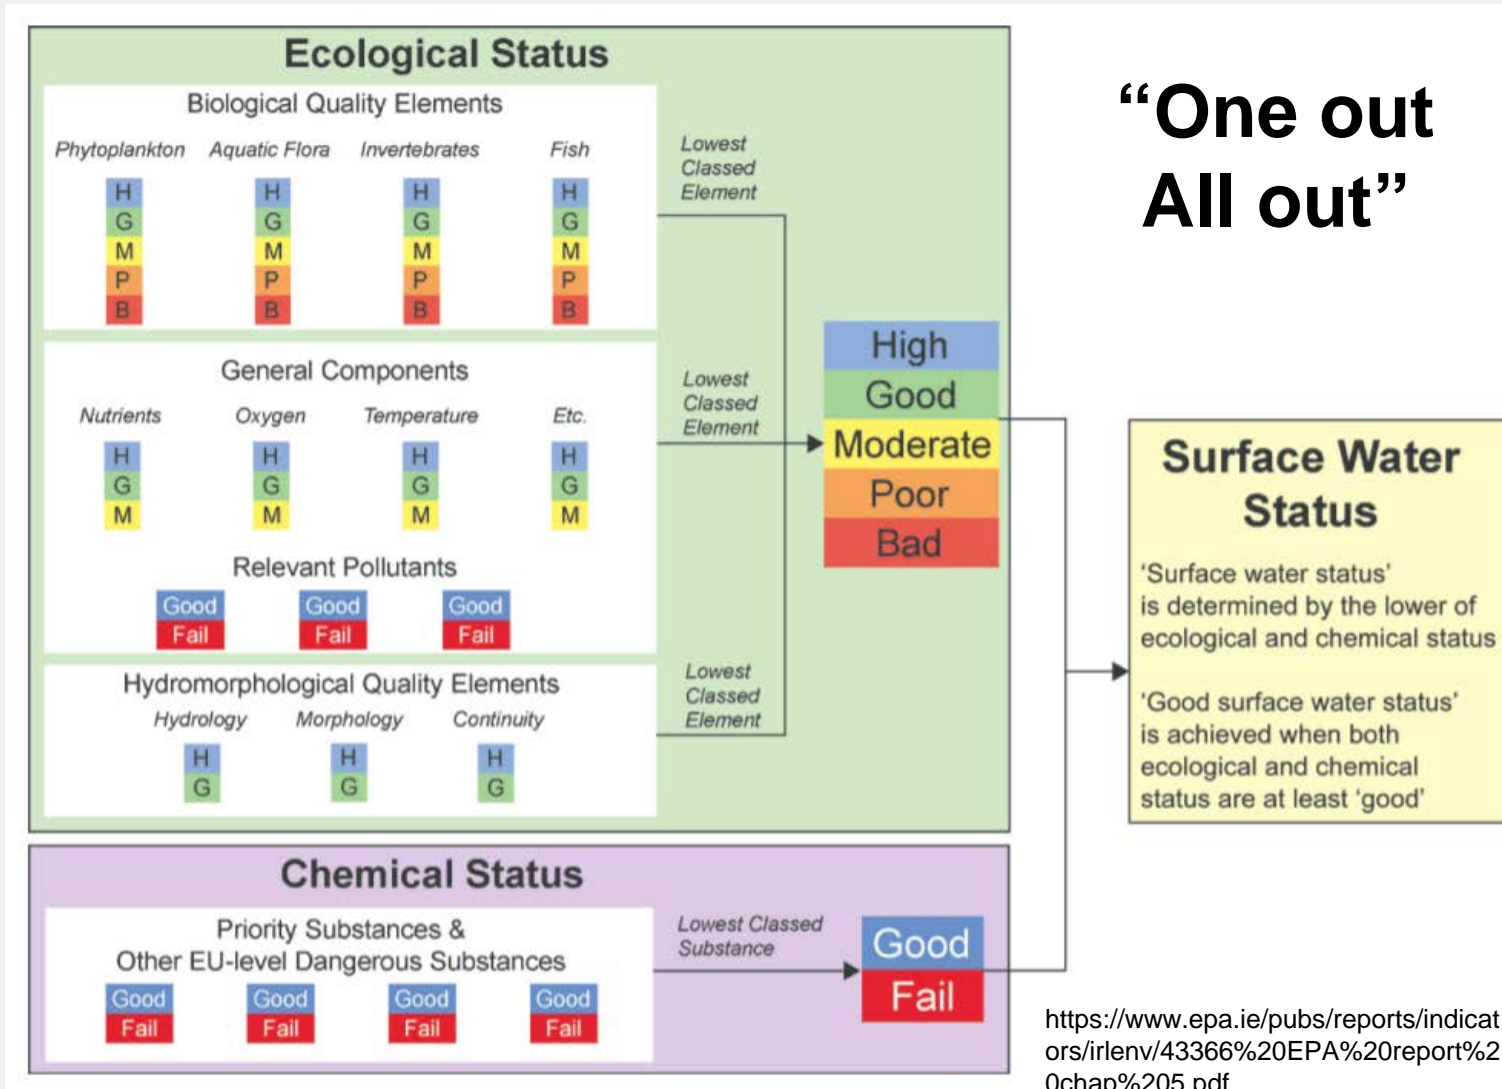 Ecological Status
Biological Quality Elements
Phytoplankton Aquatic Flora Invertebrates Fish
H H H H
G G G G
M M M M
P P P P
B B B B
Lowest
Classed
Element
General Components
Nutrients Oxygen Temperature Etc.
H H H H
G G G G
M M M M
Relevant Pollutants
Good Good Good
Fail Fail Fail
Lowest
Classed
Element
Hydromorphological Quality Elements
Hydrology Morphology Continuity
H H H
G G G
Lowest
Classed
Element
High
Good
Moderate
Poor
Bad
Chemical Status
Priority Substances &
Other EU-level Dangerous Substances
Good Good Good Good
Fail Fail Fail Fail
Lowest Classed
Substance
Good
Fail
“One out
All out”
Surface Water
Status
‘Surface water status’
is determined by the lower of
ecological and chemical status
‘Good surface water status’
is achieved when both
ecological and chemical
status are at least ‘good’
https://www.epa.ie/pubs/reports/indicat
ors/irlenv/43366%20EPA%20report%2
0chap%205.pdf